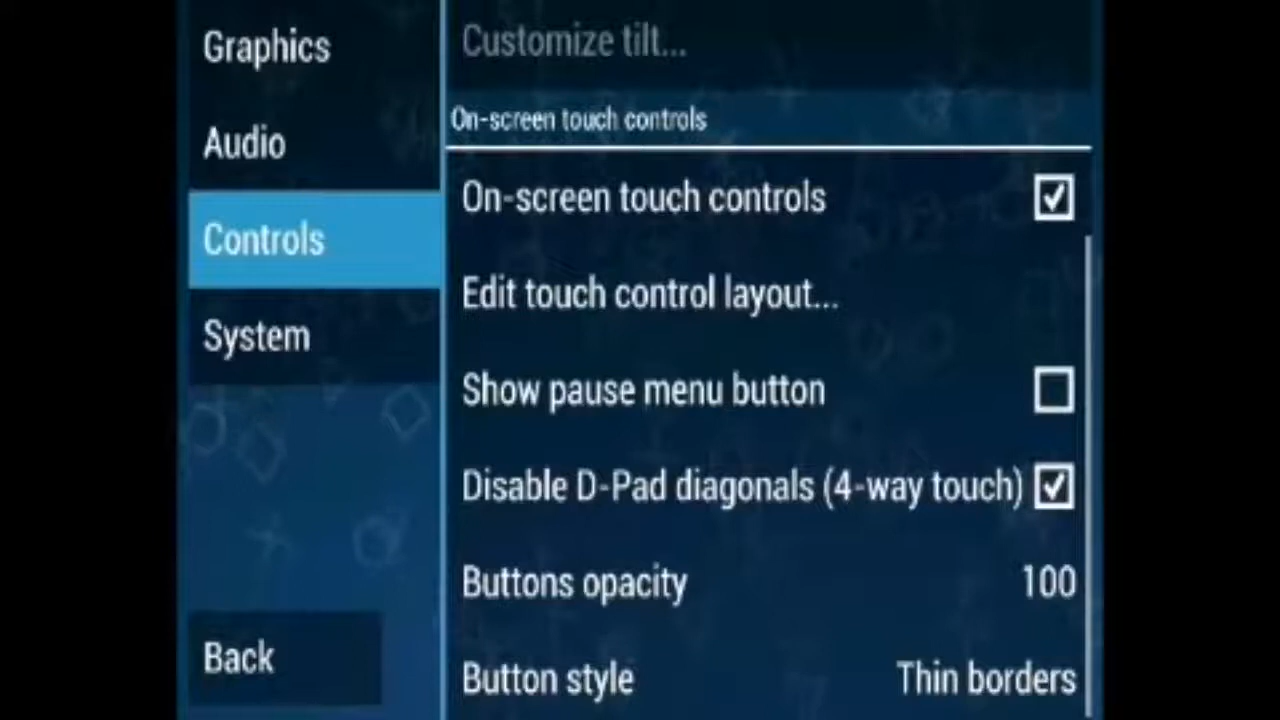 Graphics
Audio
Controls
System
Back
Customize tilt...
On-screen touch controls
On-screen touch controls
Edit touch control layout...
Show pause menu button
Disable D-Pad diagonals (4-way touch)
Buttons opacity 100
Button style Thin borders